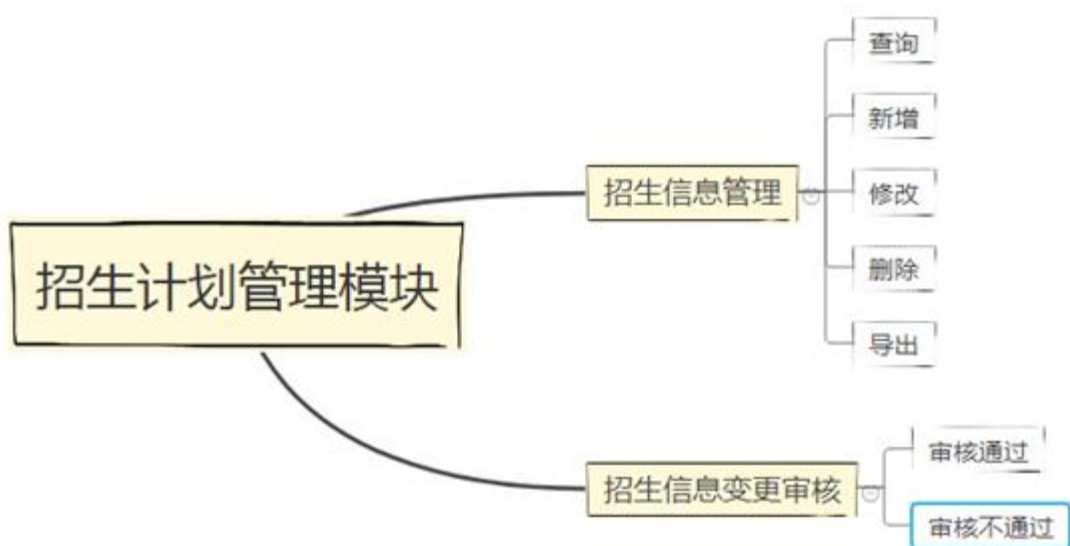 招生计划管理模块
招生信息管理
查询
新增
修改
删除
导出
招生信息变更审核
审核通过
审核不通过